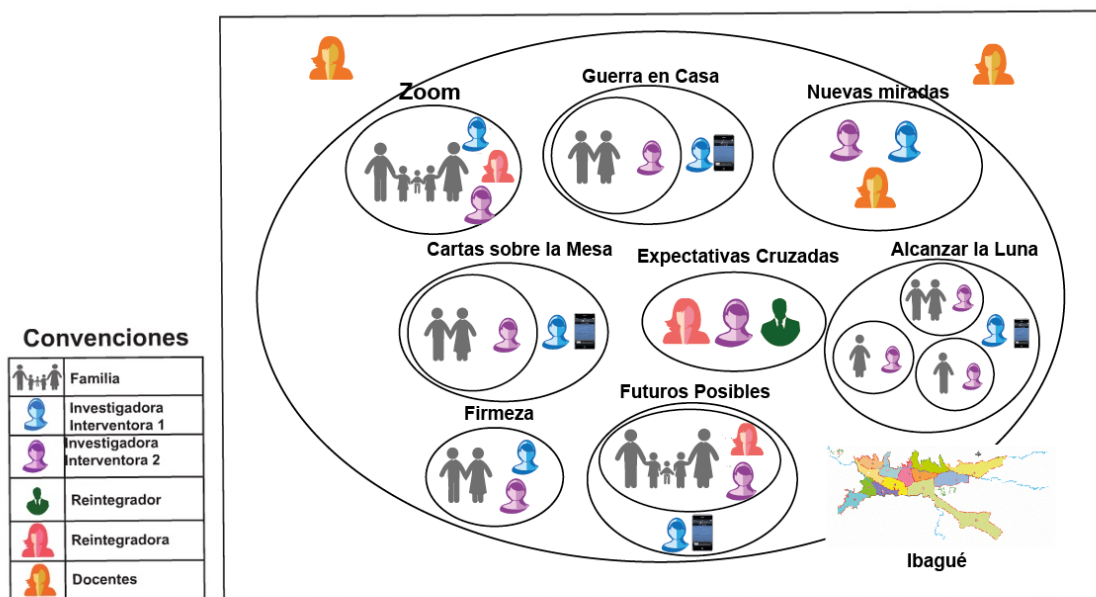 Guerra en Casa
Zoom
Nuevas miradas
Cartas sobre la Mesa
Expectativas Cruzadas
Alcanzar la Luna
Firmeza
Futuros Posibles
Ibagué
Convenciones
Familia
Investigadora
Interventora 1
Investigadora
Interventora 2
Reintegrador
Reintegradora
Docentes